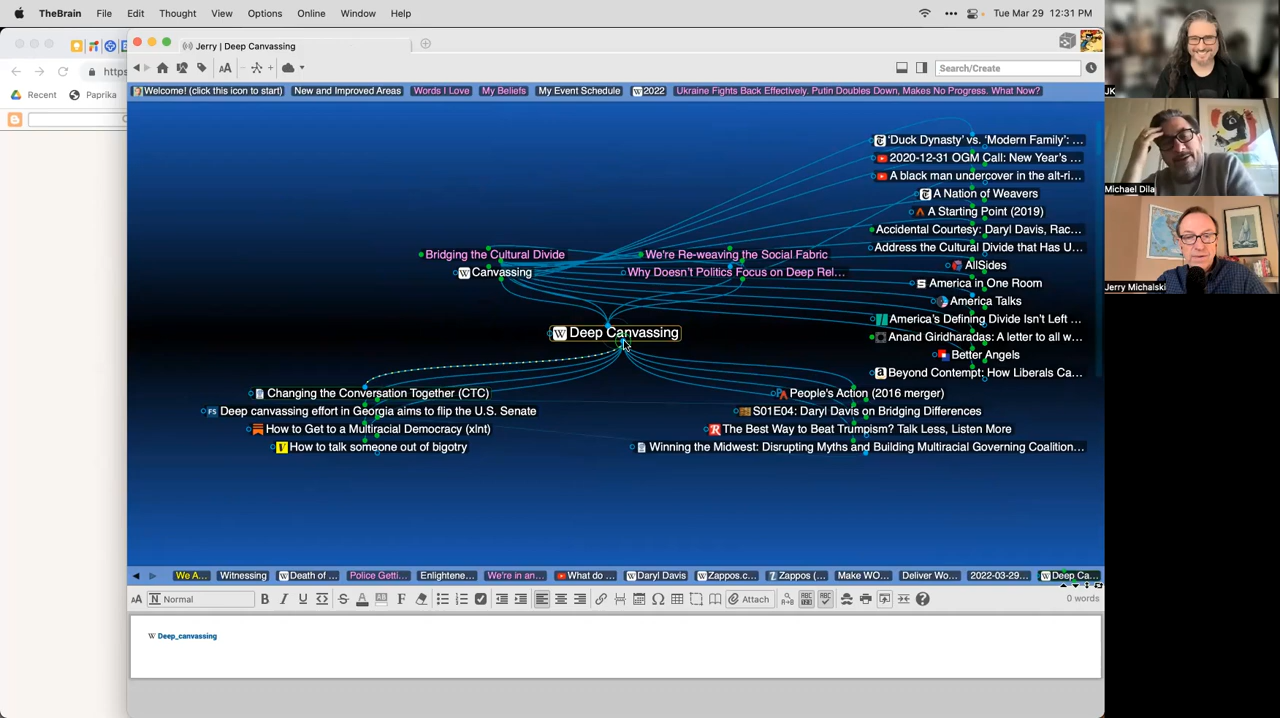 TheBrain File Edit Thought View Options Online Window Help Tue Mar 29 12:31 PM
Jerry | Deep Canvassing
https
Search/Create
Recent Paprika
Welcome! (click this icon to start) New and Improved Areas Words I Love My Beliefs My Event Schedule 2022 Ukraine Fights Back Effectively. Putin Doubles Down, Makes No Progress. What Now?
JK
'Duck Dynasty' vs. 'Modern Family': ...
2020-12-31 OGM Call: New Year's ...
A black man undercover in the alt-ri...
A Nation of Weavers
A Starting Point (2019)
Accidental Courtesy: Daryl Davis, Rac...
Address the Cultural Divide that Has U...
AllSides
America in One Room
America Talks
America's Defining Divide Isn't Left ...
Anand Giridharadas: A letter to all w...
Better Angels
Beyond Contempt: How Liberals Ca...
Michael Dila
Jerry Michalski
Bridging the Cultural Divide
Canvassing
We're Re-weaving the Social Fabric
Why Doesn't Politics Focus on Deep Rel...
Deep Canvassing
Changing the Conversation Together (CTC)
Deep canvassing effort in Georgia aims to flip the U.S. Senate
How to Get to a Multiracial Democracy (xlnt)
How to talk someone out of bigotry
People's Action (2016 merger)
S01E04: Daryl Davis on Bridging Differences
The Best Way to Beat Trumpism? Talk Less, Listen More
Winning the Midwest: Disrupting Myths and Building Multiracial Governing Coalition...
We A... Witnessing Death of ... Police Getti... Enlightene... We're in an... What do ... Daryl Davis Zappos.c... Zappos (... Make WO... Deliver Wo... 2022-03-29... Deep Ca...
Normal B I U S A Attach 0 words
W Deep_canvassing